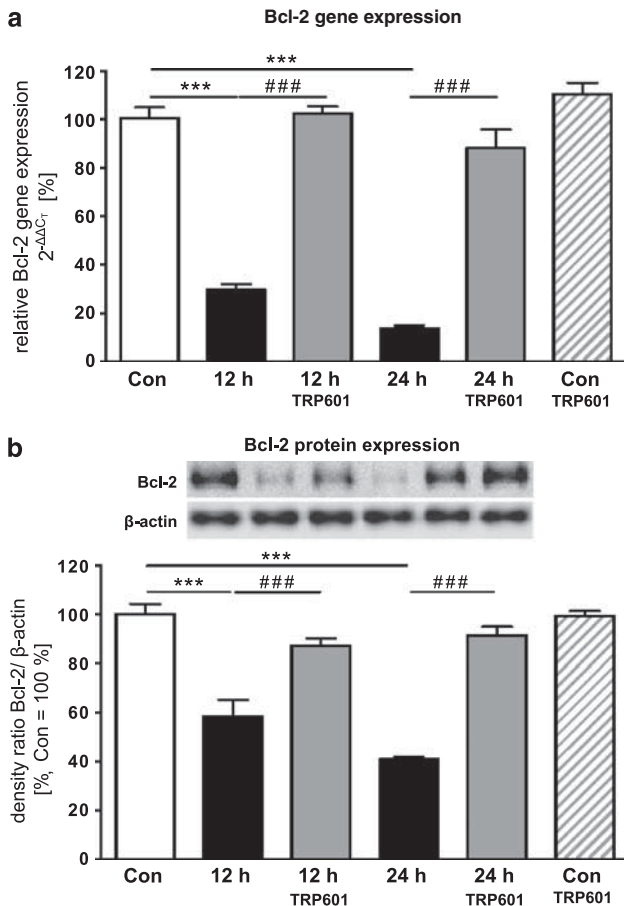 a
Bcl-2 gene expression
relative Bcl-2 gene expression
2-ΔΔCT [%]
120
100
80
60
40
20
0
***
*** ### ###
Con 12 h 12 h 24 h 24 h Con
TRP601 TRP601 TRP601
b
Bcl-2 protein expression
Bcl-2
β-actin
density ratio Bcl-2/ β-actin
[%, Con = 100 %]
120
100
80
60
40
20
0
***
*** ### ###
Con 12 h 12 h 24 h 24 h Con
TRP601 TRP601 TRP601